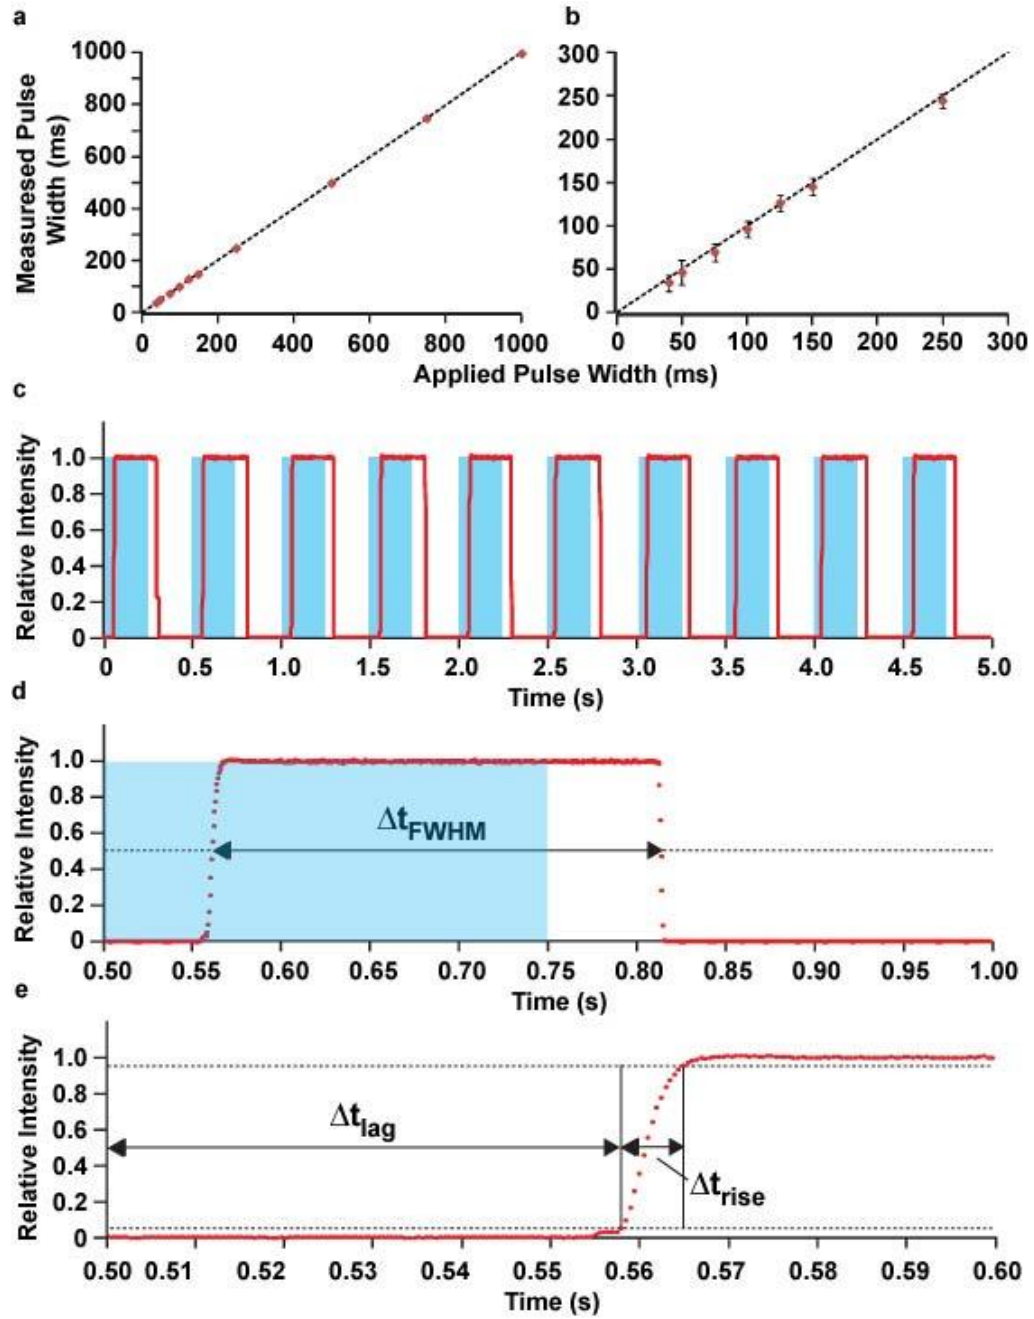 a
b
Measuresed Pulse
Width (ms)
1000
800
600
400
200
0
0 200 400 600 800 1000
300
250
200
150
100
50
0
0 50 100 150 200 250 300
Applied Pulse Width (ms)
c
Relative Intensity
1.0
0.8
0.6
0.4
0.2
0
0 0.5 1.0 1.5 2.0 2.5 3.0 3.5 4.0 4.5 5.0
Time (s)
d
Relative Intensity
1.0
0.8
0.6
0.4
0.2
0
ΔtFWHM
0.50 0.55 0.60 0.65 0.70 0.75 0.80 0.85 0.90 0.95 1.00
Time (s)
e
Relative Intensity
1.0
0.8
0.6
0.4
0.2
0
Δtlag
Δtrise
0.50 0.51 0.52 0.53 0.54 0.55 0.56 0.57 0.58 0.59 0.60
Time (s)